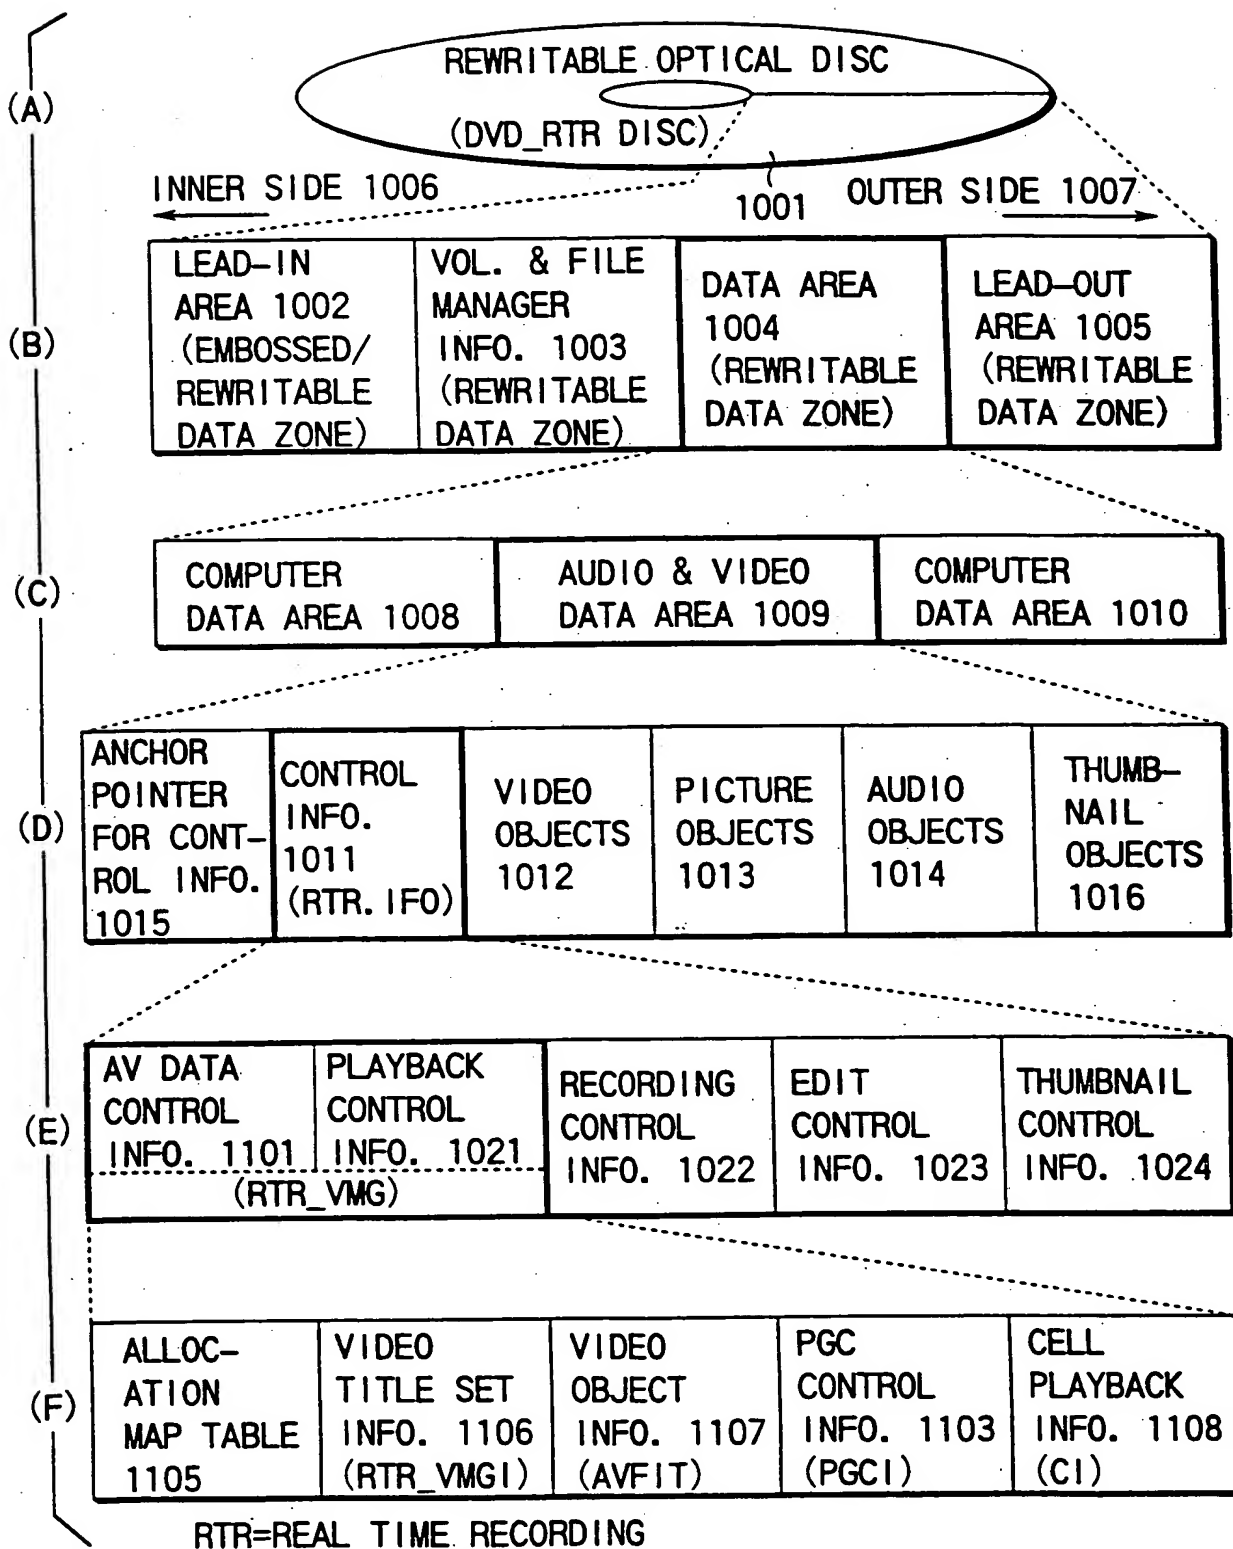 (A)
REWRITABLE OPTICAL DISC
(DVD_RTR DISC)
INNER SIDE 1006
1001
OUTER SIDE 1007
(B)
LEAD-IN
AREA 1002
(EMBOSSED/
REWRITABLE
DATA ZONE)
VOL. & FILE
MANAGER
INFO. 1003
(REWRITABLE
DATA ZONE)
DATA AREA
1004
(REWRITABLE
DATA ZONE)
LEAD-OUT
AREA 1005
(REWRITABLE
DATA ZONE)
(C)
COMPUTER
DATA AREA 1008
AUDIO & VIDEO
DATA AREA 1009
COMPUTER
DATA AREA 1010
(D)
ANCHOR
POINTER
FOR CONT-
ROL INFO.
1015
CONTROL
INFO.
1011
(RTR.IFO)
VIDEO
OBJECTS
1012
PICTURE
OBJECTS
1013
AUDIO
OBJECTS
1014
THUMB-
NAIL
OBJECTS
1016
(E)
AV DATA
CONTROL
INFO. 1101
PLAYBACK
CONTROL
INFO. 1021
(RTR_VMG)
RECORDING
CONTROL
INFO. 1022
EDIT
CONTROL
INFO. 1023
THUMBNAIL
CONTROL
INFO. 1024
(F)
ALLOC-
ATION
MAP TABLE
1105
VIDEO
TITLE SET
INFO. 1106
(RTR_VMGI)
VIDEO
OBJECT
INFO. 1107
(AVFIT)
PGC
CONTROL
INFO. 1103
(PGCI)
CELL
PLAYBACK
INFO. 1108
(CI)
RTR=REAL TIME RECORDING